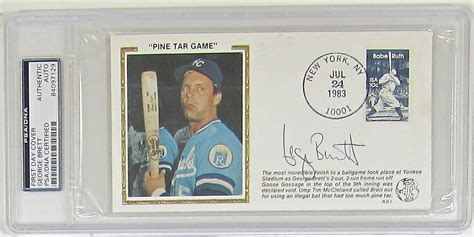 PSA/DNA
AUTHENTIC
AUTO
84097129
FIRST DAY COVER
GEORGE BRETT
PSA/DNA CERTIFIED
"PINE TAR GAME"
KC
R
NEW YORK, NY
JUL
24
1983
10001
Babe Ruth
USA
20c
George Brett
The most incredible finish to a ballgame took place at Yankee
Stadium as George Brett's 2-out, 2-run home run off
Goose Gossage in the top of the 9th inning was
declared void. Ump Tim McClelland called Brett out
for using an illegal bat that had too much pine tar.